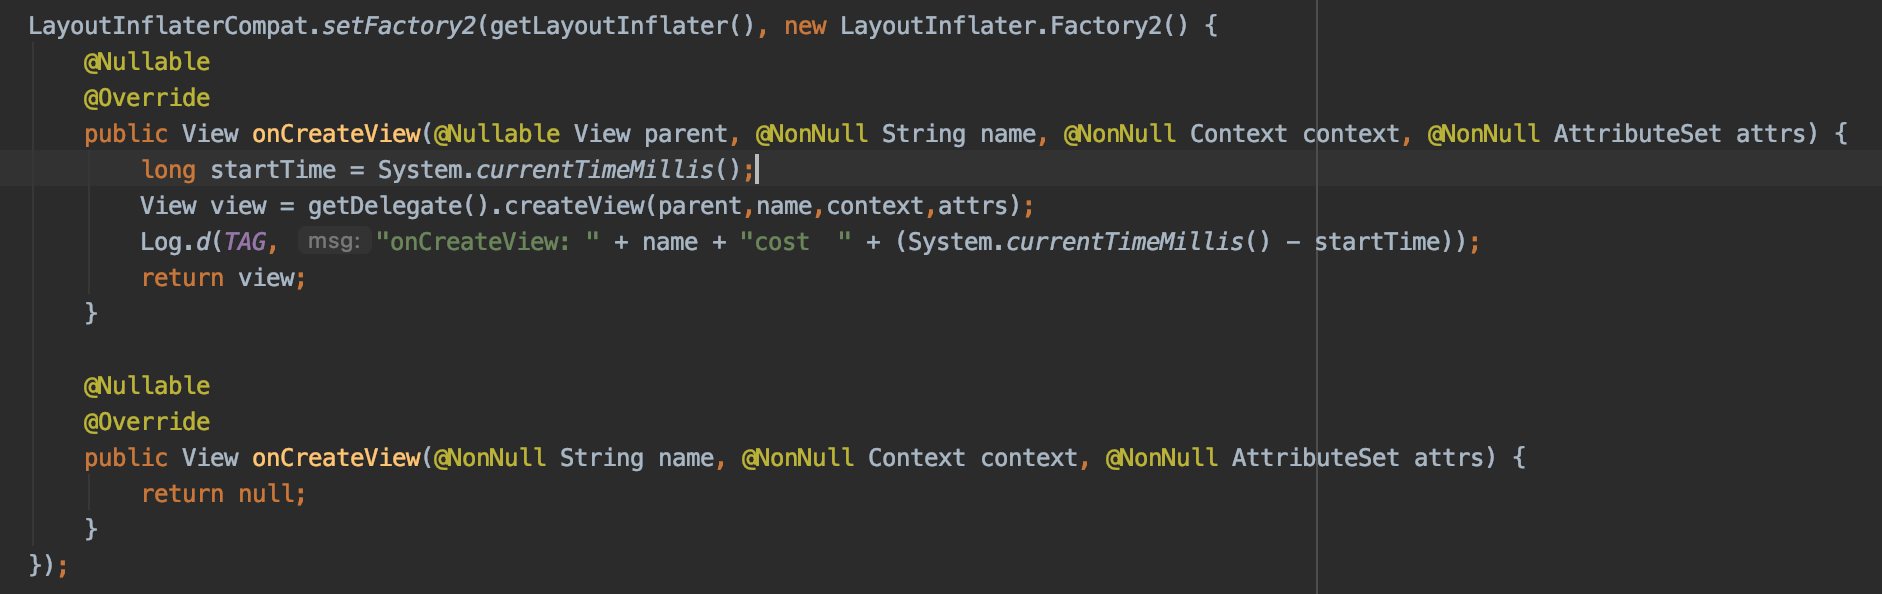 LayoutInflaterCompat.setFactory2(getLayoutInflater(), new LayoutInflater.Factory2() {
@Nullable
@Override
public View onCreateView(@Nullable View parent, @NonNull String name, @NonNull Context context, @NonNull AttributeSet attrs) {
long startTime = System.currentTimeMillis();
View view = getDelegate().createView(parent,name,context,attrs);
Log.d(TAG, msg: "onCreateView: " + name + "cost  " + (System.currentTimeMillis() - startTime));
return view;
}
@Nullable
@Override
public View onCreateView(@NonNull String name, @NonNull Context context, @NonNull AttributeSet attrs) {
return null;
}
});